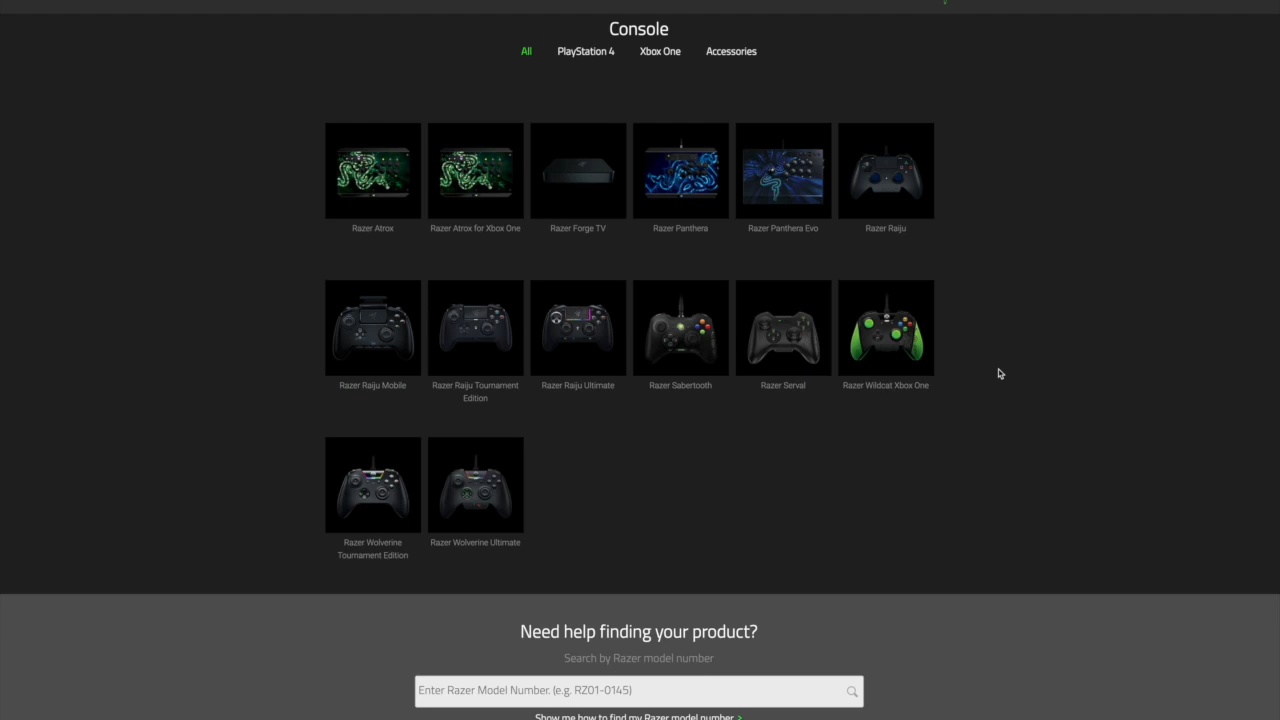 Console
All PlayStation 4 Xbox One Accessories
Razer Atrox Razer Atrox for Xbox One Razer Forge TV Razer Panthera Razer Panthera Evo Razer Raiju
Razer Raiju Mobile Razer Raiju Tournament Edition Razer Raiju Ultimate Razer Sabertooth Razer Serval Razer Wildcat Xbox One
Razer Wolverine Tournament Edition Razer Wolverine Ultimate
Need help finding your product?
Search by Razer model number
Enter Razer Model Number. (e.g. RZ01-0145)
Show me how to find my Razer model number >